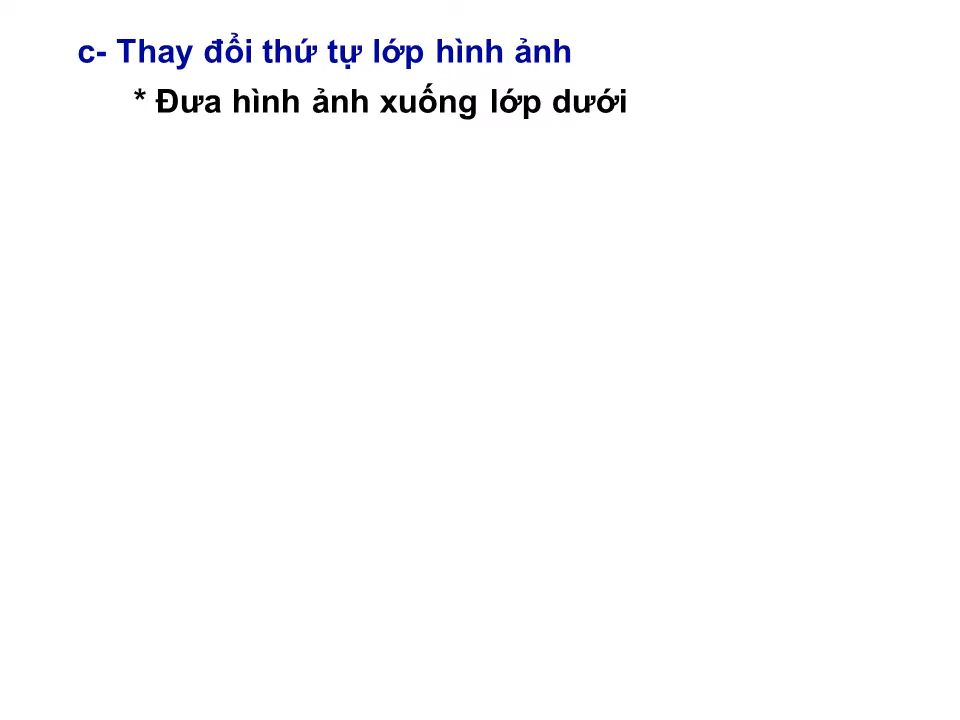 c- Thay đổi thứ tự lớp hình ảnh
* Đưa hình ảnh xuống lớp dưới